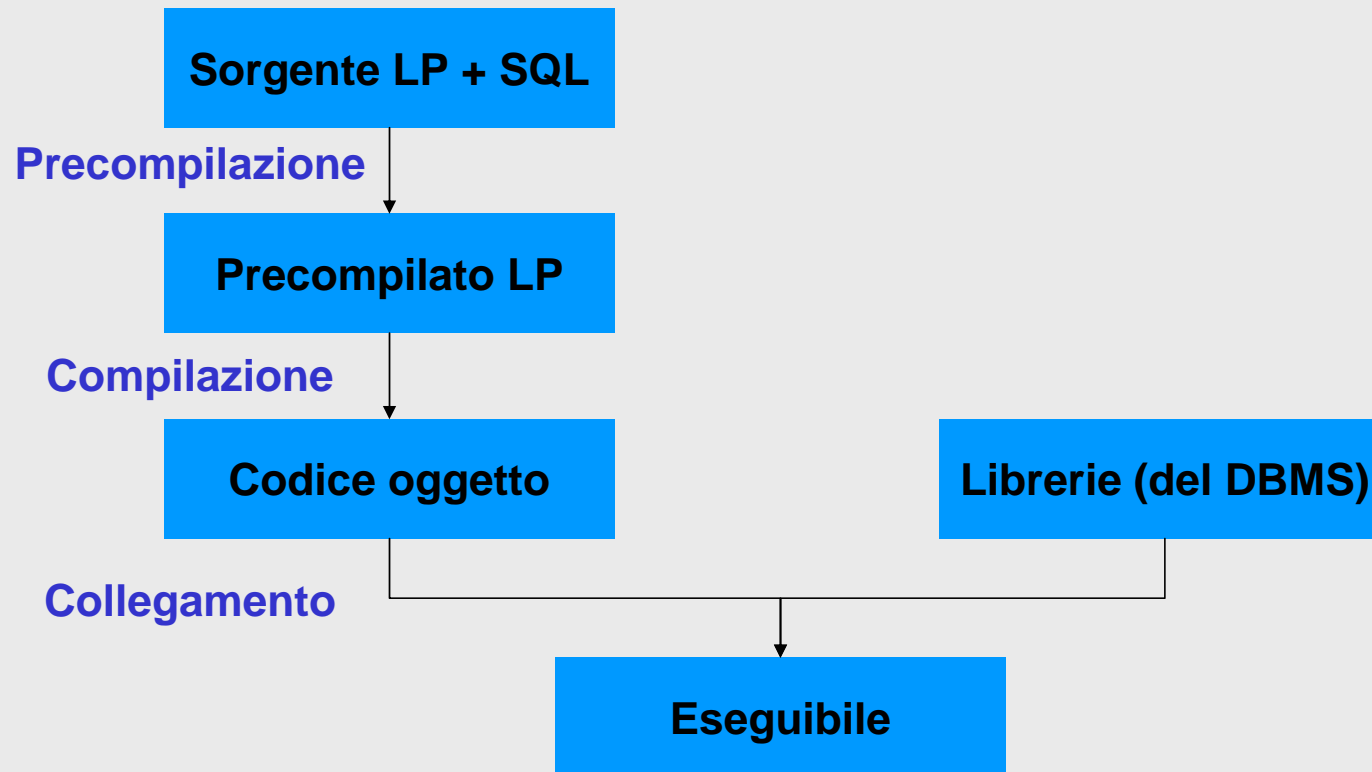 Sorgente LP + SQL
Precompilazione
Precompilato LP
Compilazione
Codice oggetto
Librerie (del DBMS)
Collegamento
Eseguibile